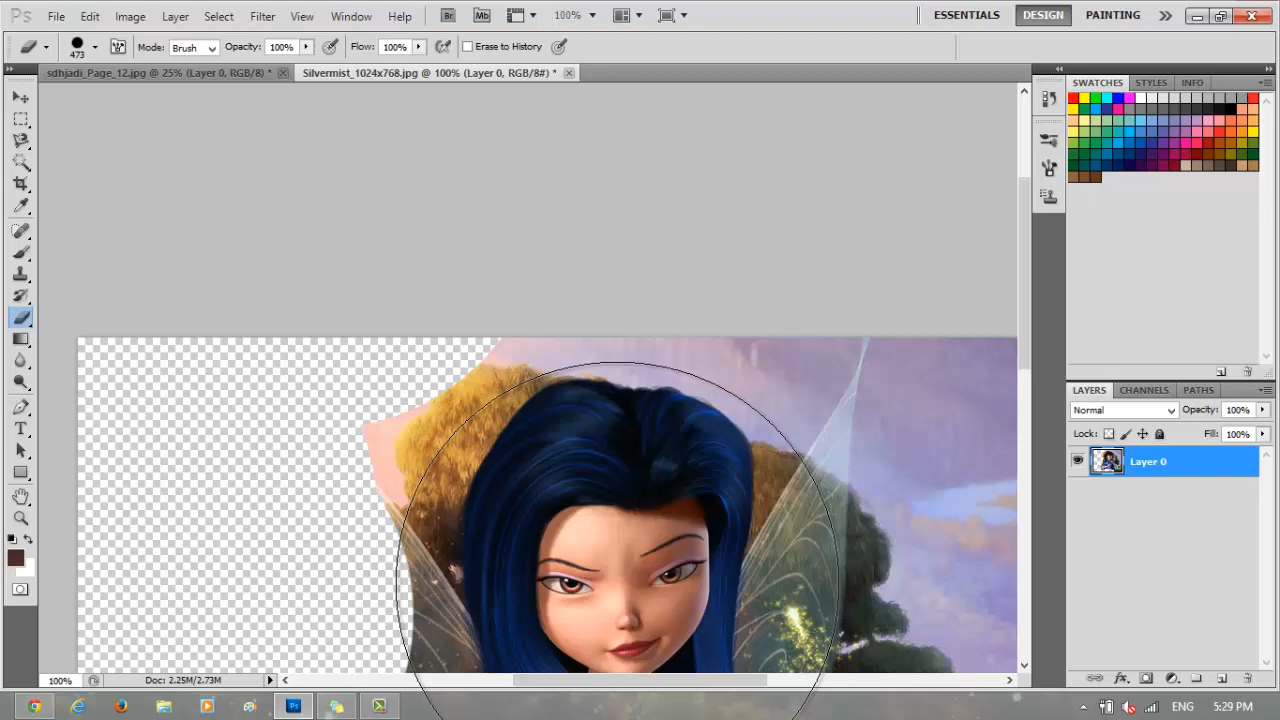 Ps File Edit Image Layer Select Filter View Window Help Br Mb 100% ESSENTIALS DESIGN PAINTING
473 Mode: Brush Opacity: 100% Flow: 100% Erase to History
sdhjadi_Page_12.jpg @ 25% (Layer 0, RGB/8) * Silvermist_1024x768.jpg @ 100% (Layer 0, RGB/8#) *
SWATCHES STYLES INFO
LAYERS CHANNELS PATHS
Normal Opacity: 100%
Lock: Fill: 100%
Layer 0
T
100% Doc: 2.25M/2.73M
Ps ENG 5:29 PM